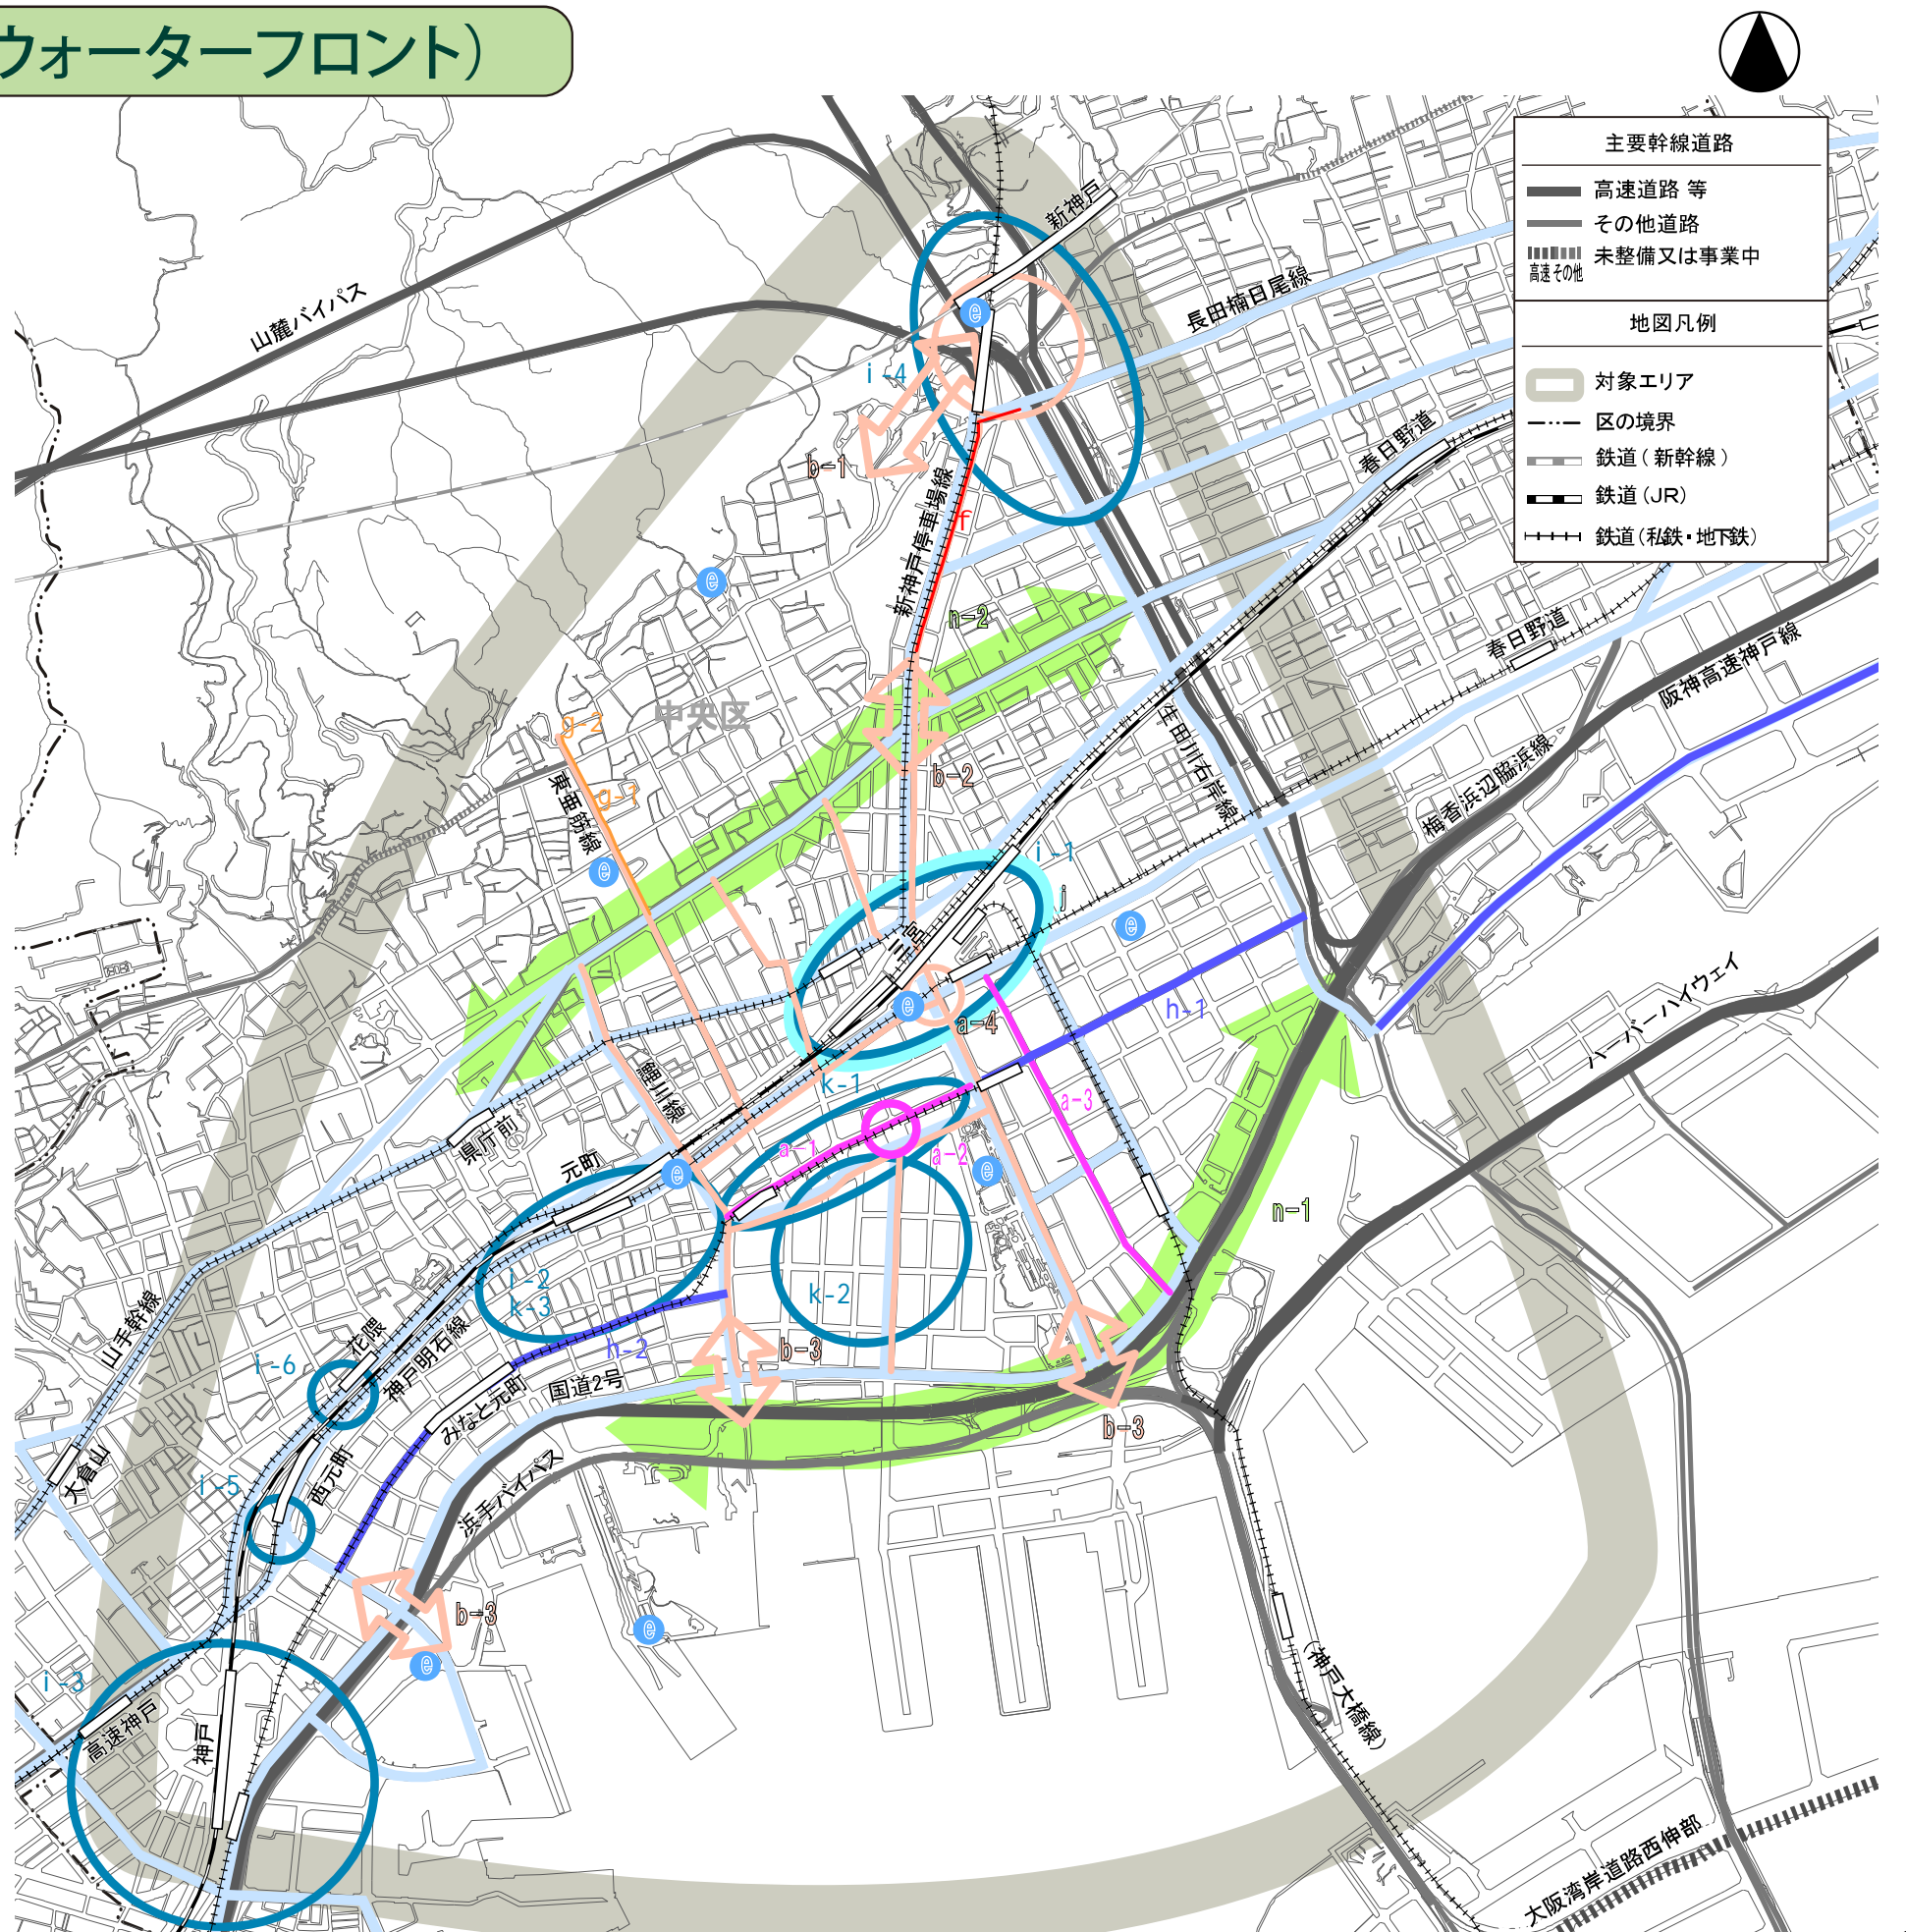 ウォーターフロント）
主要幹線道路
高速道路 等
その他道路
未整備又は事業中
高速 その他
地図凡例
対象エリア
区の境界
鉄道（新幹線）
鉄道（JR）
鉄道（私鉄・地下鉄）
新神戸
山麓バイパス
長田楠日尾線
e
i-4
春日野道
b-1
新神戸停車場線
f
e
n-2
春日野道
阪神高速神戸線
中央区
g-2
生田川右岸線
g-1
東亜筋線
b-2
梅香浜辺脇浜線
e
i-1
j
e
三宮
ハーバーハイウェイ
e
h-1
a-4
鯉川線
k-1
a-3
県庁前
元町
a-1
a-2
e
e
n-1
i-2
k-3
k-2
山手幹線
花隈
神戸明石線
h-2
b-3
i-6
国道2号
みなと元町
b-3
大倉山
西元町
i-5
浜手バイパス
b-3
e
e
i-3
高速神戸
神戸
（神戸大橋線）
大阪湾岸道路西伸部